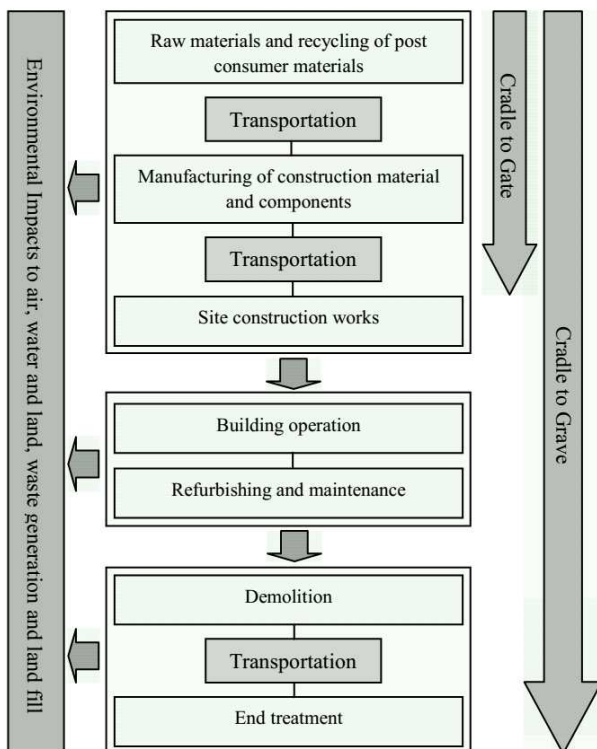 Environmental Impacts to air, water and land, waste generation and land fill
Raw materials and recycling of post
consumer materials
Transportation
Manufacturing of construction material
and components
Transportation
Site construction works
Building operation
Refurbishing and maintenance
Demolition
Transportation
End treatment
Cradle to Gate
Cradle to Grave